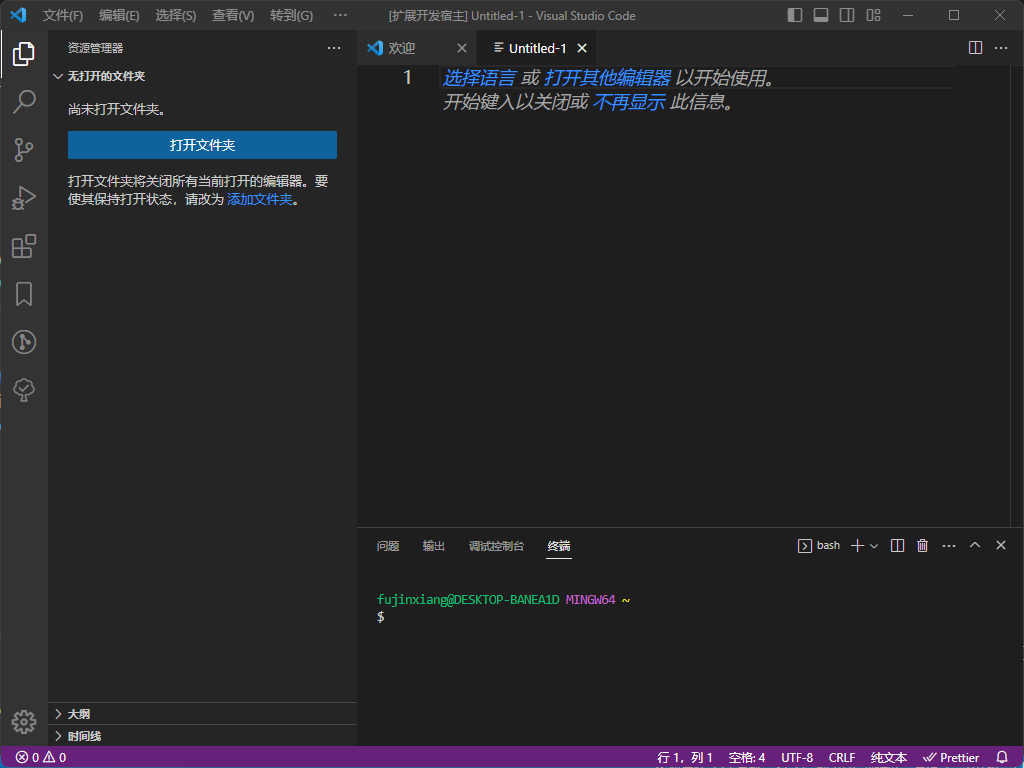 文件(F) 编辑(E) 选择(S) 查看(V) 转到(G) ··· [扩展开发宿主] Untitled-1 - Visual Studio Code
资源管理器 ···
无打开的文件夹
尚未打开文件夹。
打开文件夹
打开文件夹将关闭所有当前打开的编辑器。要
使其保持打开状态，请改为 添加文件夹。
大纲
时间线
欢迎 Untitled-1
1 选择语言 或 打开其他编辑器 以开始使用。
开始键入以关闭或 不再显示 此信息。
问题 输出 调试控制台 终端 bash
fujinxiang@DESKTOP-BANEA1D MINGW64 ~
$
0 0 行 1，列 1 空格: 4 UTF-8 CRLF 纯文本 Prettier